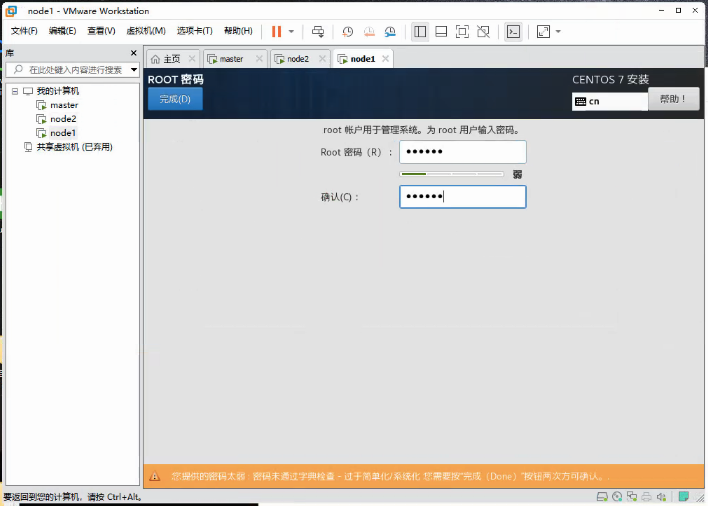 node1 - VMware Workstation
文件(F) 编辑(E) 查看(V) 虚拟机(M) 选项卡(T) 帮助(H)
库
在此处键入内容进行搜索
我的计算机
master
node2
node1
共享虚拟机 (已弃用)
主页 master node2 node1
ROOT 密码
完成(D)
CENTOS 7 安装
cn
帮助！
root 帐户用于管理系统。为 root 用户输入密码。
Root 密码（R）：
弱
确认(C)：
您提供的密码太弱：密码未通过字典检查 - 过于简单化/系统化 您需要按"完成（Done）"按钮两次方可确认。.
要返回到您的计算机，请按 Ctrl+Alt。